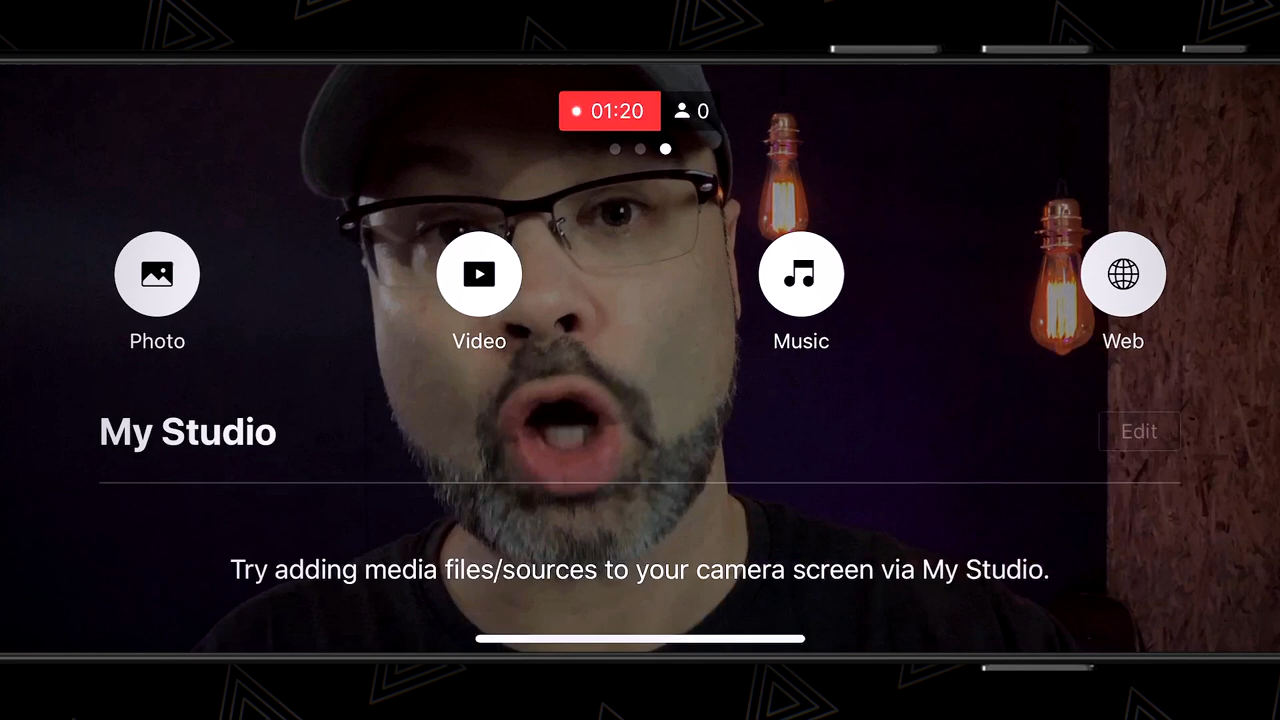 01:20
0
Photo
Video
Music
Web
My Studio
Edit
Try adding media files/sources to your camera screen via My Studio.